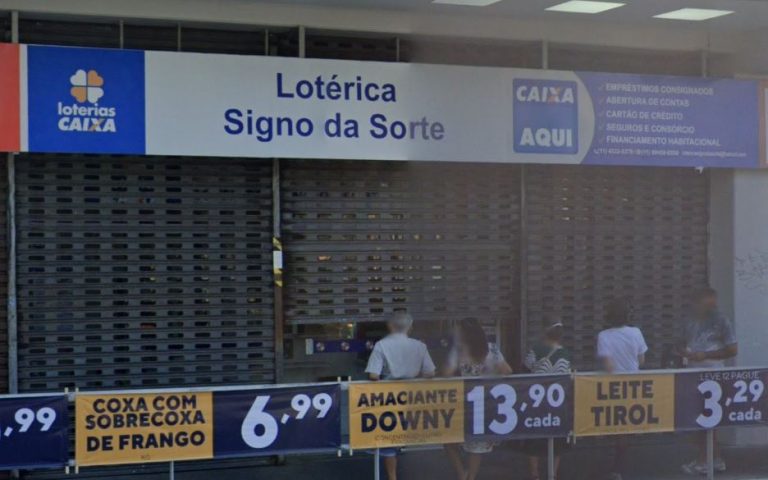 loterias
CAIXA
Lotérica
Signo da Sorte
CAIXA
AQUI
✓ EMPRÉSTIMOS CONSIGNADOS
✓ ABERTURA DE CONTAS
✓ CARTÃO DE CRÉDITO
✓ SEGUROS E CONSÓRCIO
✓ FINANCIAMENTO HABITACIONAL
,99
COXA COM
SOBRECOXA
DE FRANGO
KG
6,99
AMACIANTE
DOWNY
13,90
cada
LEITE
TIROL
LEVE 12 PAGUE
3,29
cada